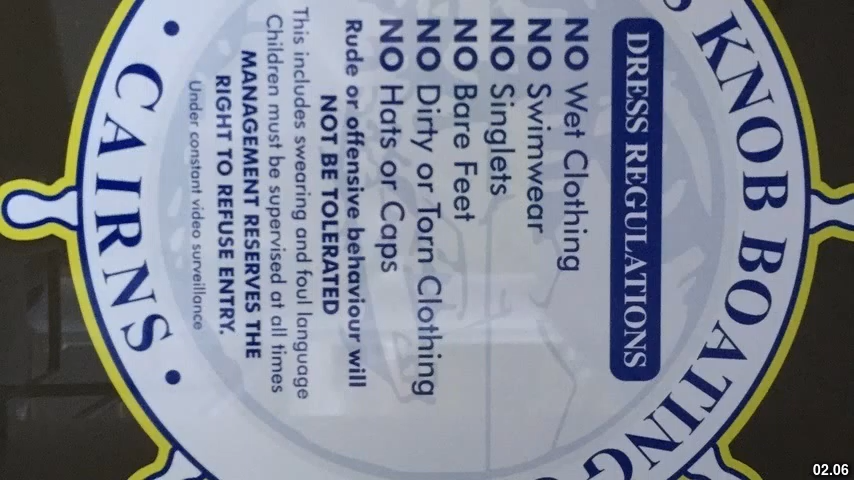 KNOB BOATING
DRESS REGULATIONS
NO Wet Clothing
NO Swimwear
NO Singlets
NO Bare Feet
NO Dirty or Torn Clothing
NO Hats or Caps
Rude or offensive behaviour will
NOT BE TOLERATED
This includes swearing and foul language
Children must be supervised at all times
MANAGEMENT RESERVES THE
RIGHT TO REFUSE ENTRY.
Under constant video surveillance
• CAIRNS •
02.06